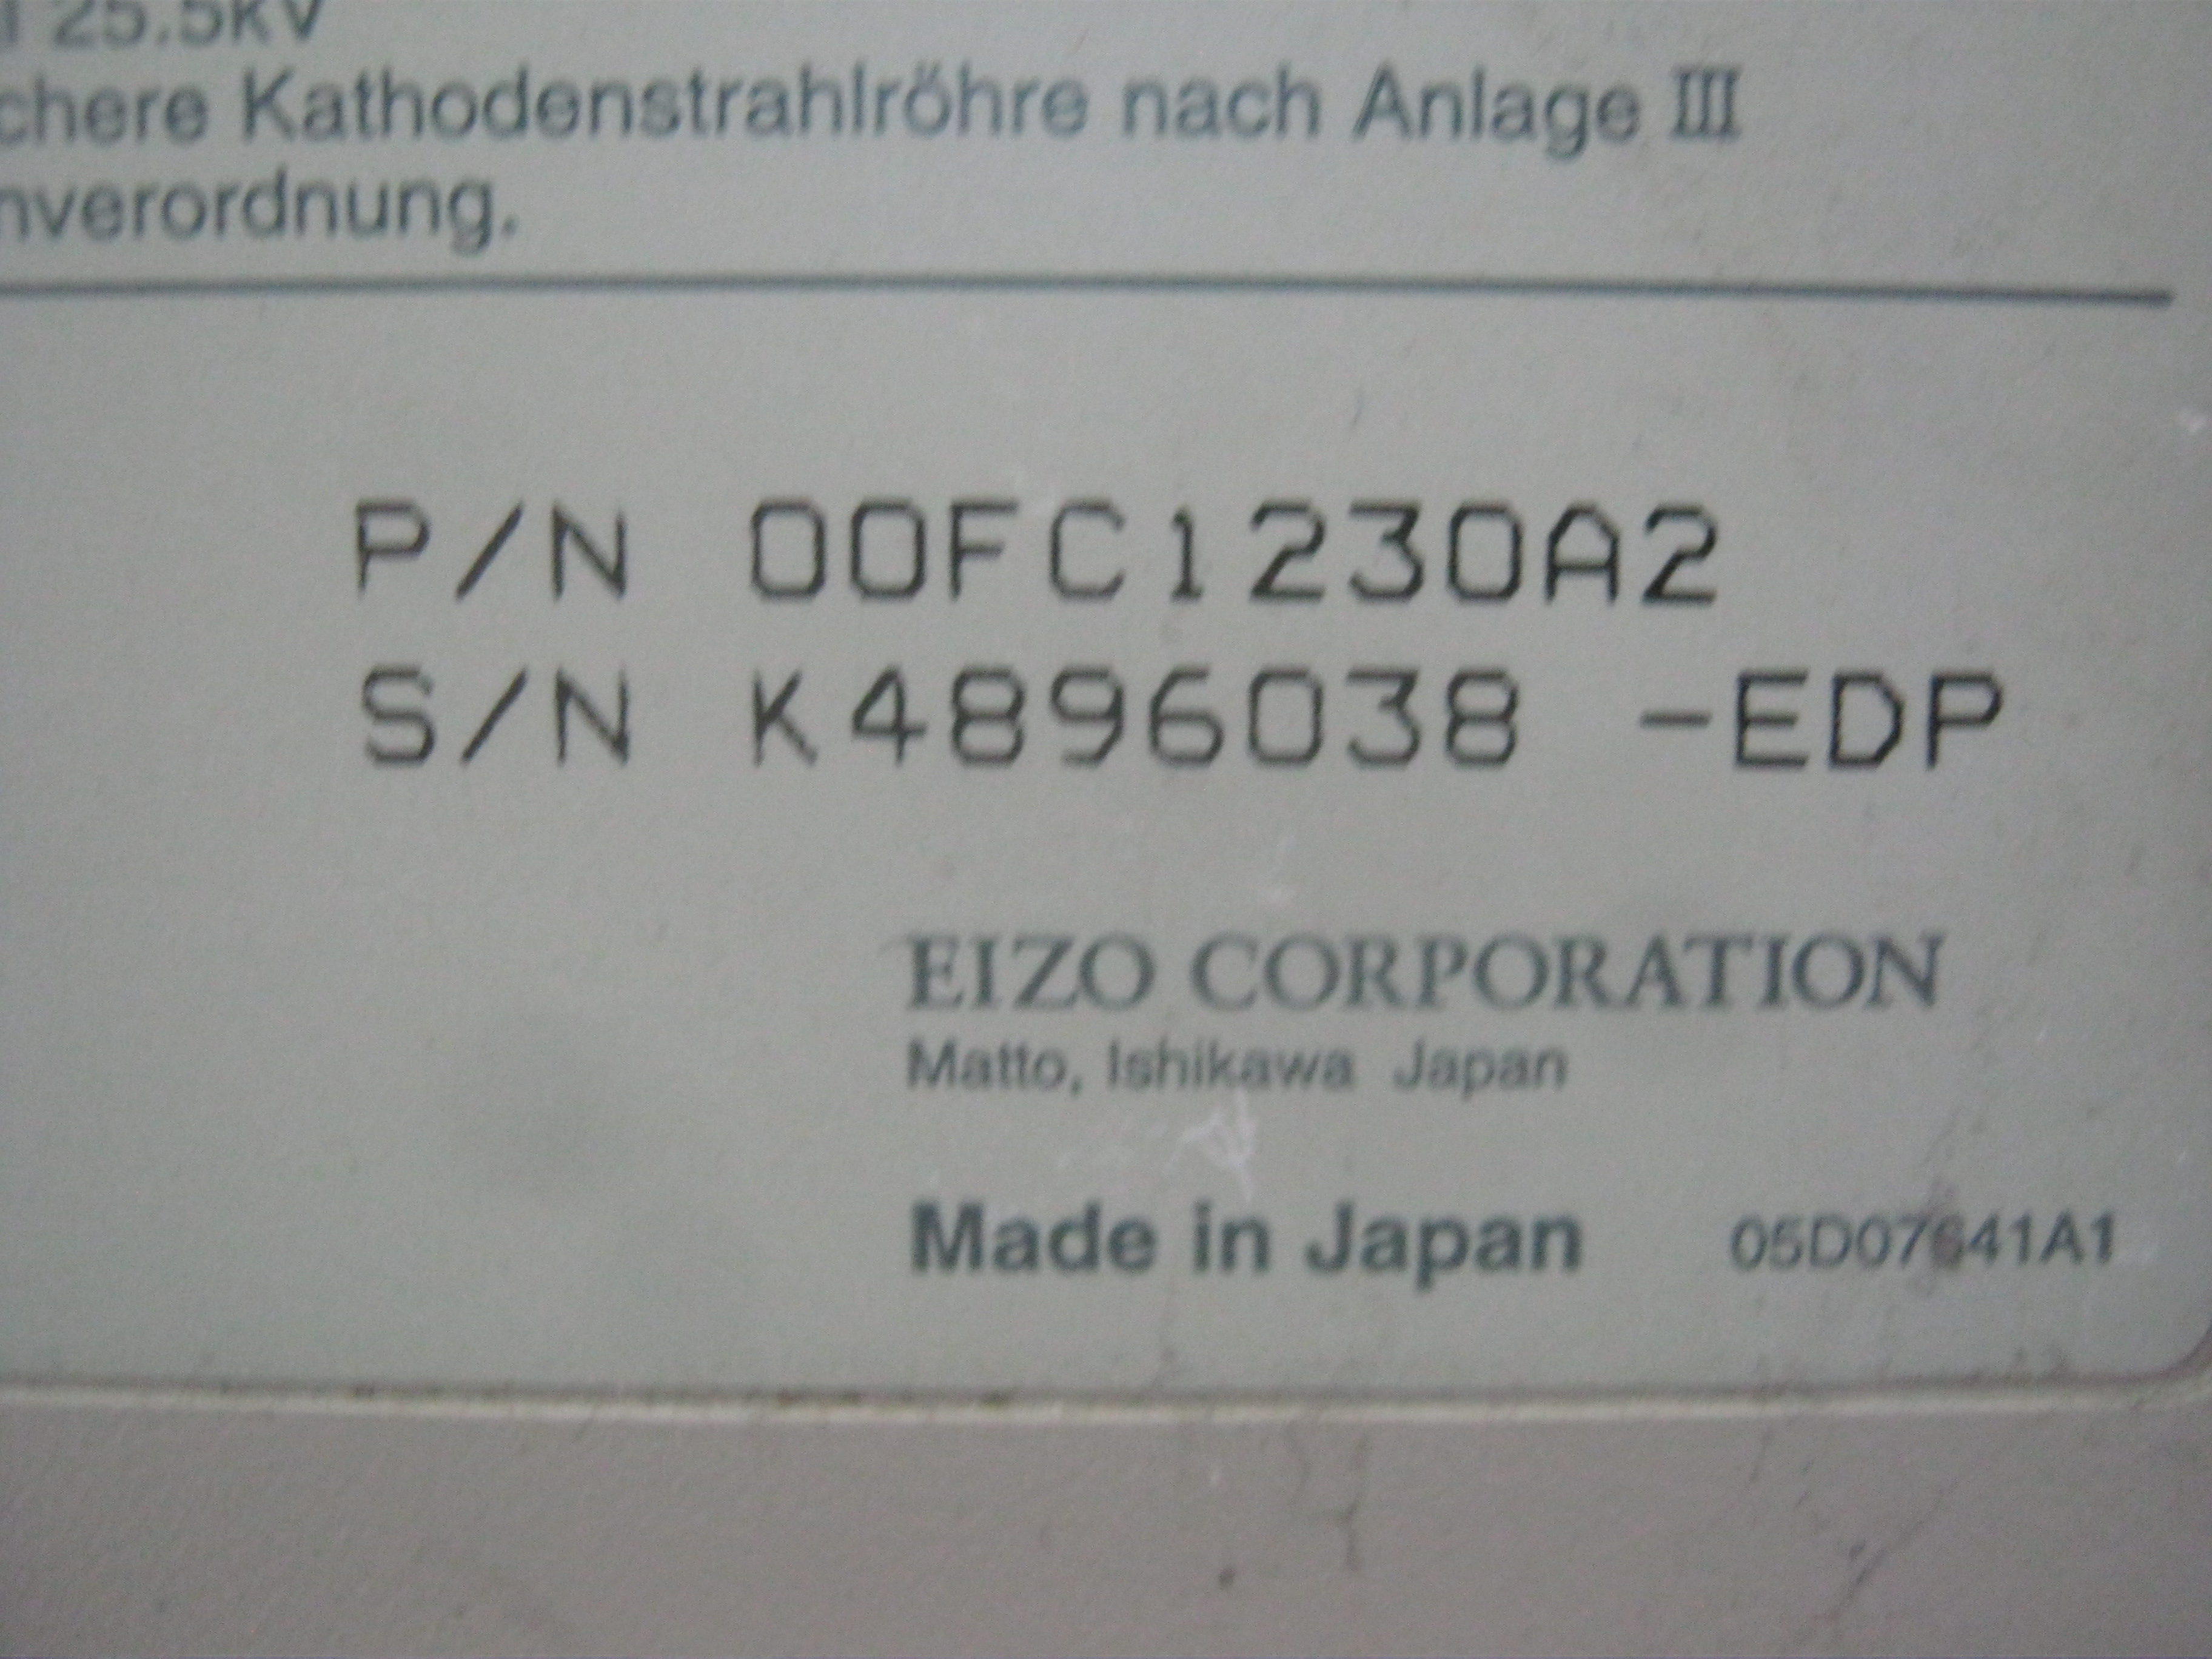 25.5kV
chere Kathodenstrahlröhre nach Anlage III
nverordnung.
P/N 00FC1230A2
S/N K4896038 -EDP
EIZO CORPORATION
Matto, Ishikawa Japan
Made in Japan 05D07641A1